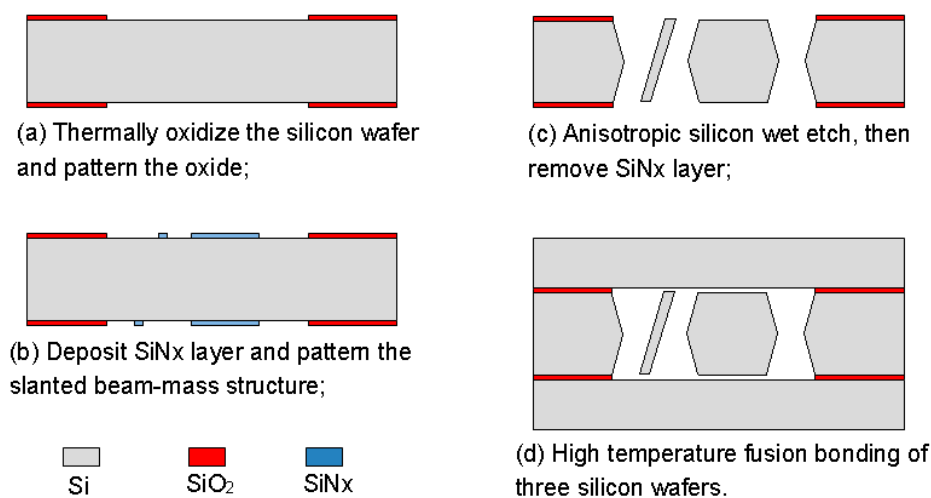 (a) Thermally oxidize the silicon wafer
and pattern the oxide;
(b) Deposit SiNx layer and pattern the
slanted beam-mass structure;
Si
SiO₂
SiNx
(c) Anisotropic silicon wet etch, then
remove SiNx layer;
(d) High temperature fusion bonding of
three silicon wafers.